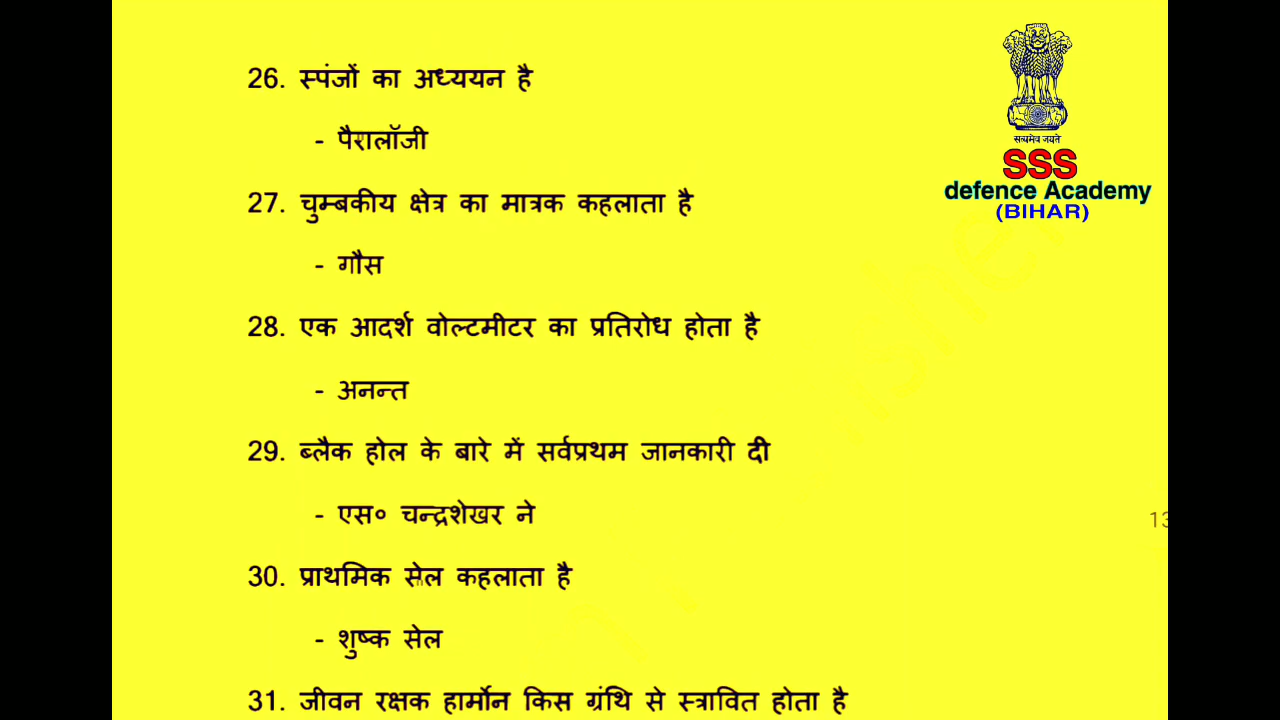 26. स्पंजों का अध्ययन है
- पैरालॉजी
27. चुम्बकीय क्षेत्र का मात्रक कहलाता है
- गौस
28. एक आदर्श वोल्टमीटर का प्रतिरोध होता है
- अनन्त
29. ब्लैक होल के बारे में सर्वप्रथम जानकारी दी
- एस० चन्द्रशेखर ने
30. प्राथमिक सेल कहलाता है
- शुष्क सेल
31. जीवन रक्षक हार्मोन किस ग्रंथि से स्त्रावित होता है
सत्यमेव जयते
SSS
defence Academy
(BIHAR)
13